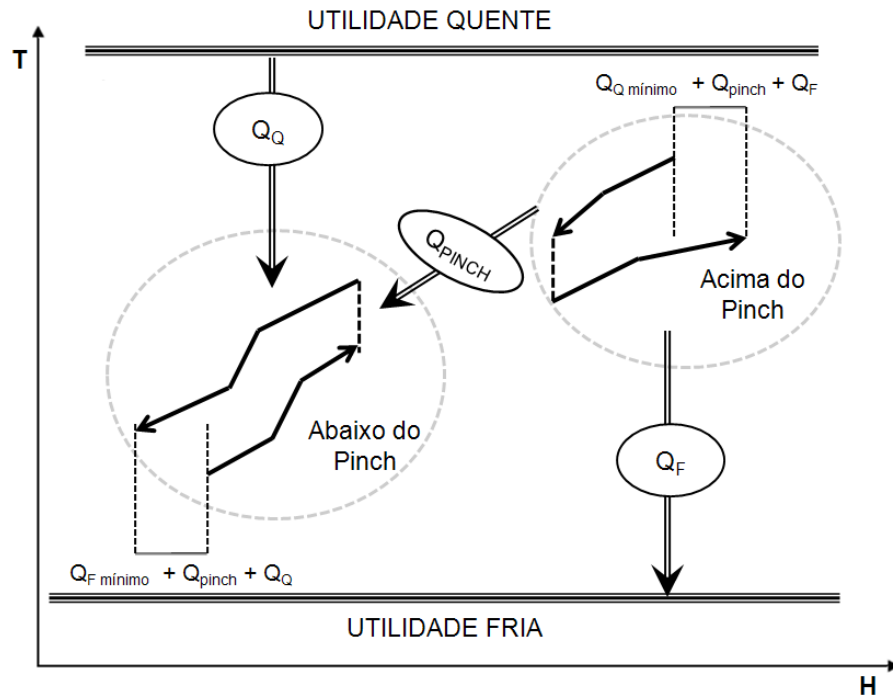 UTILIDADE QUENTE
T
Q_Q mínimo + Q_pinch + Q_F
Q_Q
Q_PINCH
Acima do
Pinch
Abaixo do
Pinch
Q_F
Q_F mínimo + Q_pinch + Q_Q
UTILIDADE FRIA
H